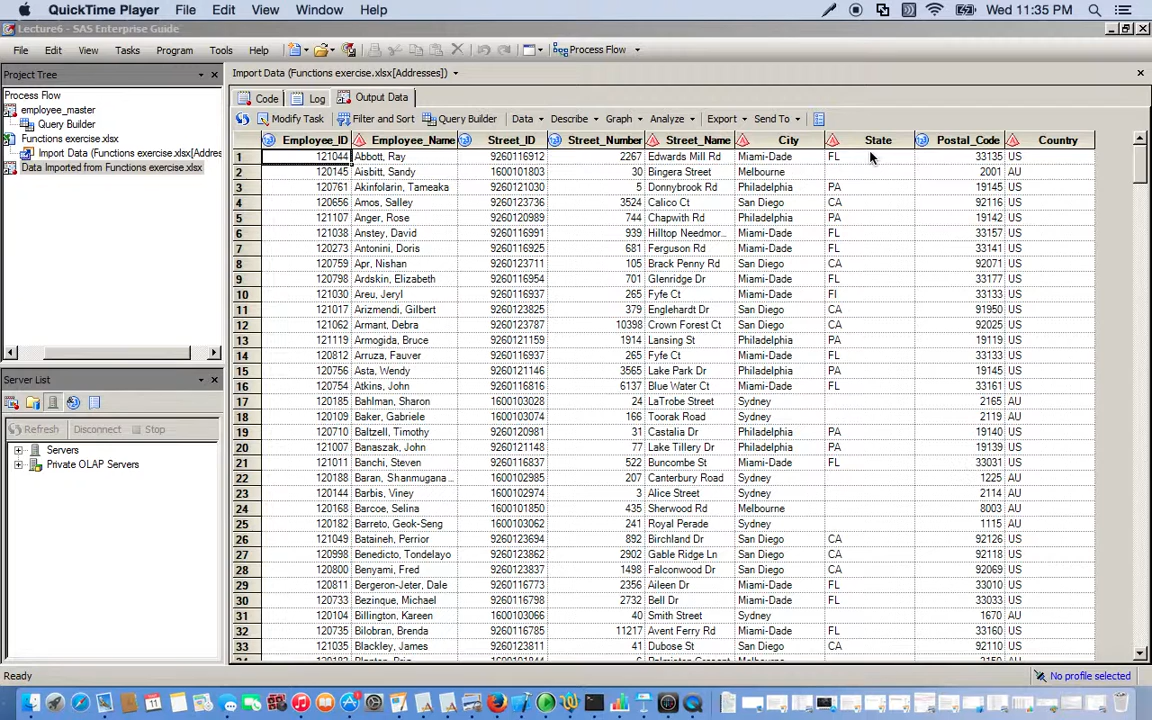 QuickTime Player File Edit View Window Help Wed 11:35 PM
Lecture6 - SAS Enterprise Guide
File Edit View Tasks Program Tools Help Process Flow
Project Tree
Process Flow
employee_master
Query Builder
Functions exercise.xlsx
Import Data (Functions exercise.xlsx[Addres
Data Imported from Functions exercise.xlsx
Server List
Refresh Disconnect Stop
Servers
Private OLAP Servers
Import Data (Functions exercise.xlsx[Addresses])
Code Log Output Data
Modify Task Filter and Sort Query Builder Data Describe Graph Analyze Export Send To
Employee_ID Employee_Name Street_ID Street_Number Street_Name City State Postal_Code Country
1 121044 Abbott, Ray 9260116912 2267 Edwards Mill Rd Miami-Dade FL 33135 US
2 120145 Aisbitt, Sandy 1600101803 30 Bingera Street Melbourne 2001 AU
3 120761 Akinfolarin, Tameaka 9260121030 5 Donnybrook Rd Philadelphia PA 19145 US
4 120656 Amos, Salley 9260123736 3524 Calico Ct San Diego CA 92116 US
5 121107 Anger, Rose 9260120989 744 Chapwith Rd Philadelphia PA 19142 US
6 121038 Anstey, David 9260116991 939 Hilltop Needmor... Miami-Dade FL 33157 US
7 120273 Antonini, Doris 9260116925 681 Ferguson Rd Miami-Dade FL 33141 US
8 120759 Apr, Nishan 9260123711 105 Brack Penny Rd San Diego CA 92071 US
9 120798 Ardskin, Elizabeth 9260116954 701 Glenridge Dr Miami-Dade FL 33177 US
10 121030 Areu, Jeryl 9260116937 265 Fyfe Ct Miami-Dade Fl 33133 US
11 121017 Arizmendi, Gilbert 9260123825 379 Englehardt Dr San Diego CA 91950 US
12 121062 Armant, Debra 9260123787 10398 Crown Forest Ct San Diego CA 92025 US
13 121119 Armogida, Bruce 9260121159 1914 Lansing St Philadelphia PA 19119 US
14 120812 Arruza, Fauver 9260116937 265 Fyfe Ct Miami-Dade FL 33133 US
15 120756 Asta, Wendy 9260121146 3565 Lake Park Dr Philadelphia PA 19145 US
16 120754 Atkins, John 9260116816 6137 Blue Water Ct Miami-Dade FL 33161 US
17 120185 Bahlman, Sharon 1600103028 24 LaTrobe Street Sydney 2165 AU
18 120109 Baker, Gabriele 1600103074 166 Toorak Road Sydney 2119 AU
19 120710 Baltzell, Timothy 9260120981 31 Castalia Dr Philadelphia PA 19140 US
20 121007 Banaszak, John 9260121148 77 Lake Tillery Dr Philadelphia PA 19139 US
21 121011 Banchi, Steven 9260116837 522 Buncombe St Miami-Dade FL 33031 US
22 120188 Baran, Shanmugana ... 1600102985 207 Canterbury Road Sydney 1225 AU
23 120144 Barbis, Viney 1600102974 3 Alice Street Sydney 2114 AU
24 120168 Barcoe, Selina 1600101850 435 Sherwood Rd Melbourne 8003 AU
25 120182 Barreto, Geok-Seng 1600103062 241 Royal Perade Sydney 1115 AU
26 121049 Bataineh, Perrior 9260123694 892 Birchland Dr San Diego CA 92126 US
27 120998 Benedicto, Tondelayo 9260123862 2902 Gable Ridge Ln San Diego CA 92118 US
28 120800 Benyami, Fred 9260123837 1498 Falconwood Dr San Diego CA 92069 US
29 120811 Bergeron-Jeter, Dale 9260116773 2356 Aileen Dr Miami-Dade FL 33010 US
30 120733 Bezinque, Michael 9260116798 2732 Bell Dr Miami-Dade FL 33033 US
31 120104 Billington, Kareen 1600103066 40 Smith Street Sydney 1670 AU
32 120735 Bilobran, Brenda 9260116785 11217 Avent Ferry Rd Miami-Dade FL 33160 US
33 121035 Blackley, James 9260123811 41 Dubose St San Diego CA 92110 US
Ready No profile selected